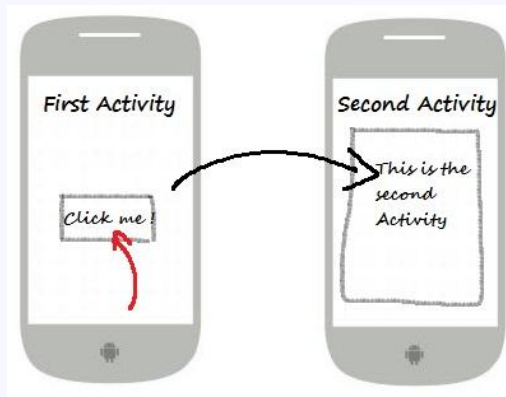 First Activity
Click me !
Second Activity
This is the
second
Activity